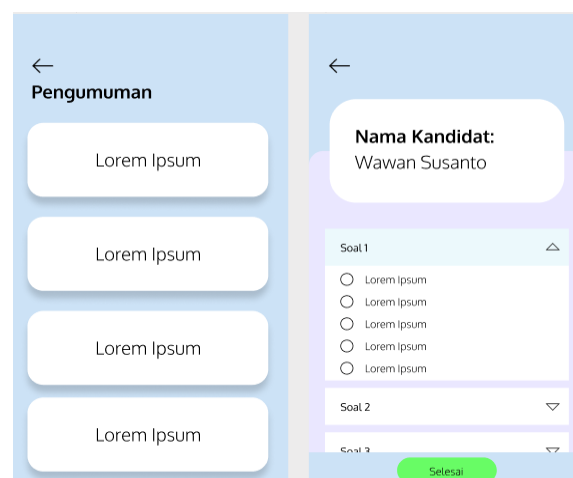 Pengumuman
Lorem Ipsum
Lorem Ipsum
Lorem Ipsum
Lorem Ipsum
Nama Kandidat:
Wawan Susanto
Soal 1
Lorem Ipsum
Lorem Ipsum
Lorem Ipsum
Lorem Ipsum
Lorem Ipsum
Soal 2
Soal 3
Selesai